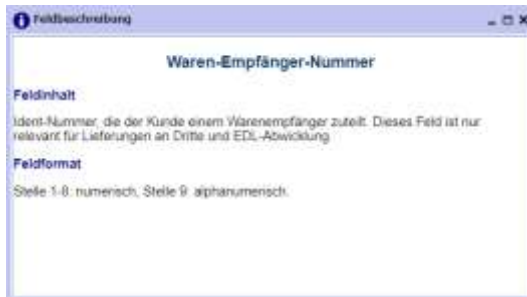 Feldbeschreibung
Waren-Empfänger-Nummer
Feldinhalt
Ident-Nummer, die der Kunde einem Warenempfänger zuteilt. Dieses Feld ist nur
relevant für Lieferungen an Dritte und EDL-Abwicklung
Feldformat
Stelle 1-8: numerisch, Stelle 9: alphanumerisch.